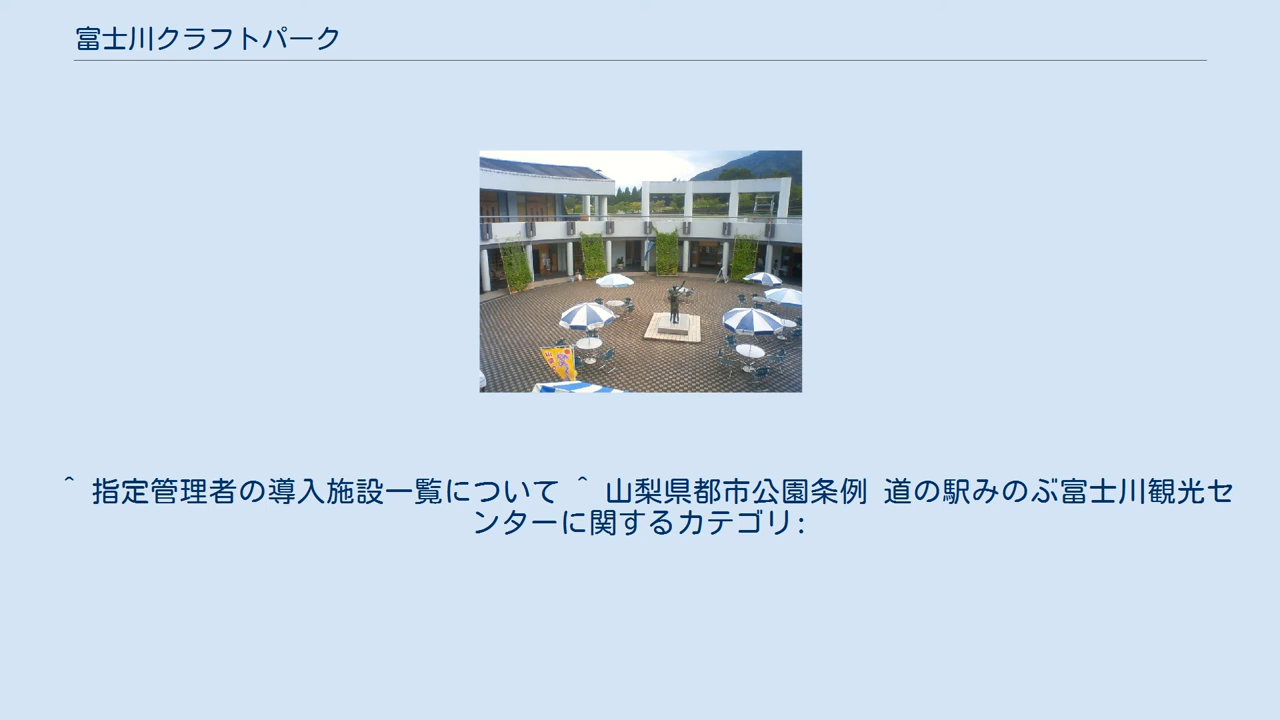 富士川クラフトパーク
^ 指定管理者の導入施設一覧について ^ 山梨県都市公園条例 道の駅みのぶ富士川観光セ
ンターに関するカテゴリ: